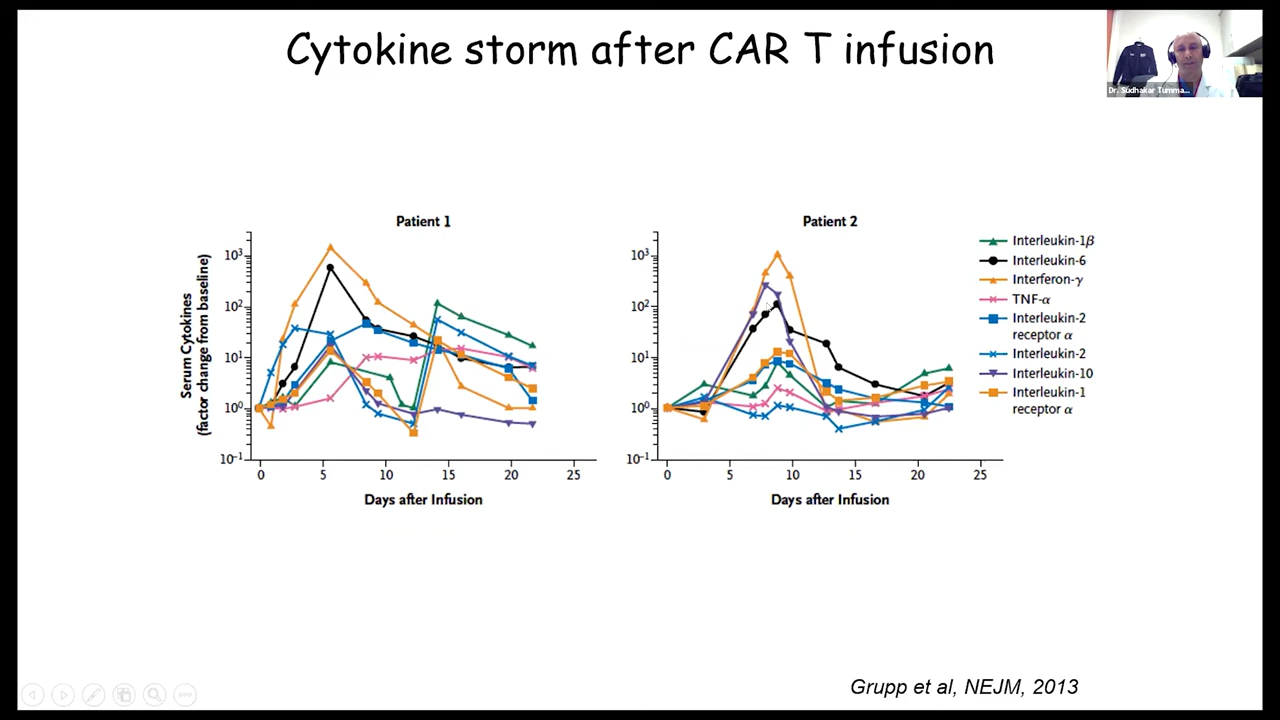 Cytokine storm after CAR T infusion
Dr. Sudhakar Tumma...
Patient 1
Patient 2
Serum Cytokines
(factor change from baseline)
10³
10²
10¹
10⁰
10⁻¹
0 5 10 15 20 25
Days after Infusion
10³
10²
10¹
10⁰
10⁻¹
0 5 10 15 20 25
Days after Infusion
Interleukin-1β
Interleukin-6
Interferon-γ
TNF-α
Interleukin-2
receptor α
Interleukin-2
Interleukin-10
Interleukin-1
receptor α
Grupp et al, NEJM, 2013